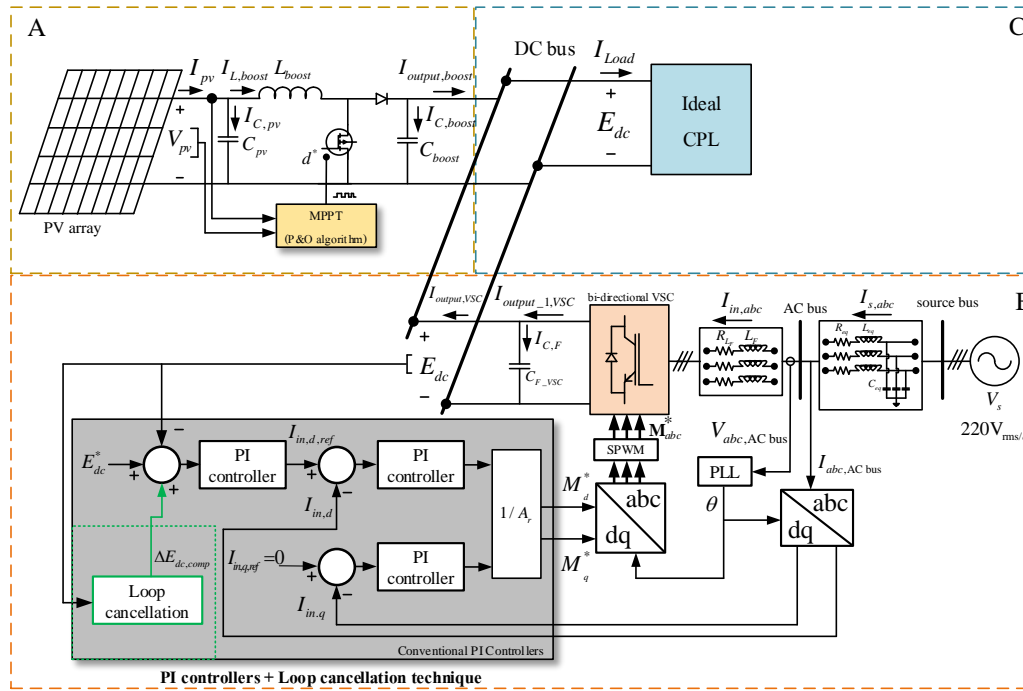 A
C
I_pv
I_L,boost
L_boost
I_output,boost
DC bus
I_Load
+
V_pv
−
I_C,pv
C_pv
d*
I_C,boost
C_boost
+
E_dc
−
Ideal
CPL
PV array
MPPT
(P&O algorithm)
I_output,VSC
I_output_1,VSC
bi-directional VSC
I_in,abc
AC bus
I_s,abc
source bus
+
E_dc
−
I_C,F
C_F_VSC
R_L_F
L_F
R_eq
L_eq
C_eq
V_s
220V_rms/
M*_abc
SPWM
V_abc,AC bus
I_abc,AC bus
PLL
θ
abc
dq
abc
dq
E*_dc
+
−
+
PI
controller
I_in,d,ref
+
−
I_in,d
PI
controller
1/A_r
M*_d
M*_q
ΔE_dc,comp
I_in,q,ref=0
+
−
I_in,q
PI
controller
Loop
cancellation
Conventional PI Controllers
PI controllers + Loop cancellation technique